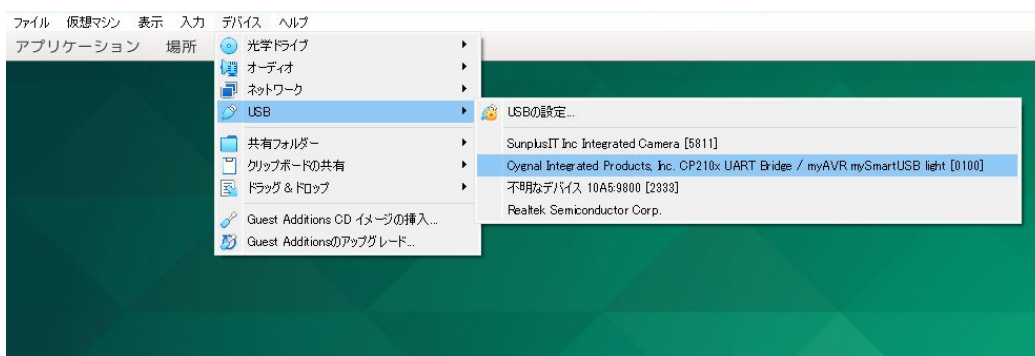 ファイル 仮想マシン 表示 入力 デバイス ヘルプ
アプリケーション 場所
光学ドライブ
オーディオ
ネットワーク
USB
共有フォルダー
クリップボードの共有
ドラッグ & ドロップ
Guest Additions CD イメージの挿入...
Guest Additionsのアップグレード...
USBの設定...
SunplusIT Inc Integrated Camera [5811]
Cygnal Integrated Products, Inc. CP210x UART Bridge / myAVR mySmartUSB light [0100]
不明なデバイス 10A5:9800 [2333]
Realtek Semiconductor Corp.